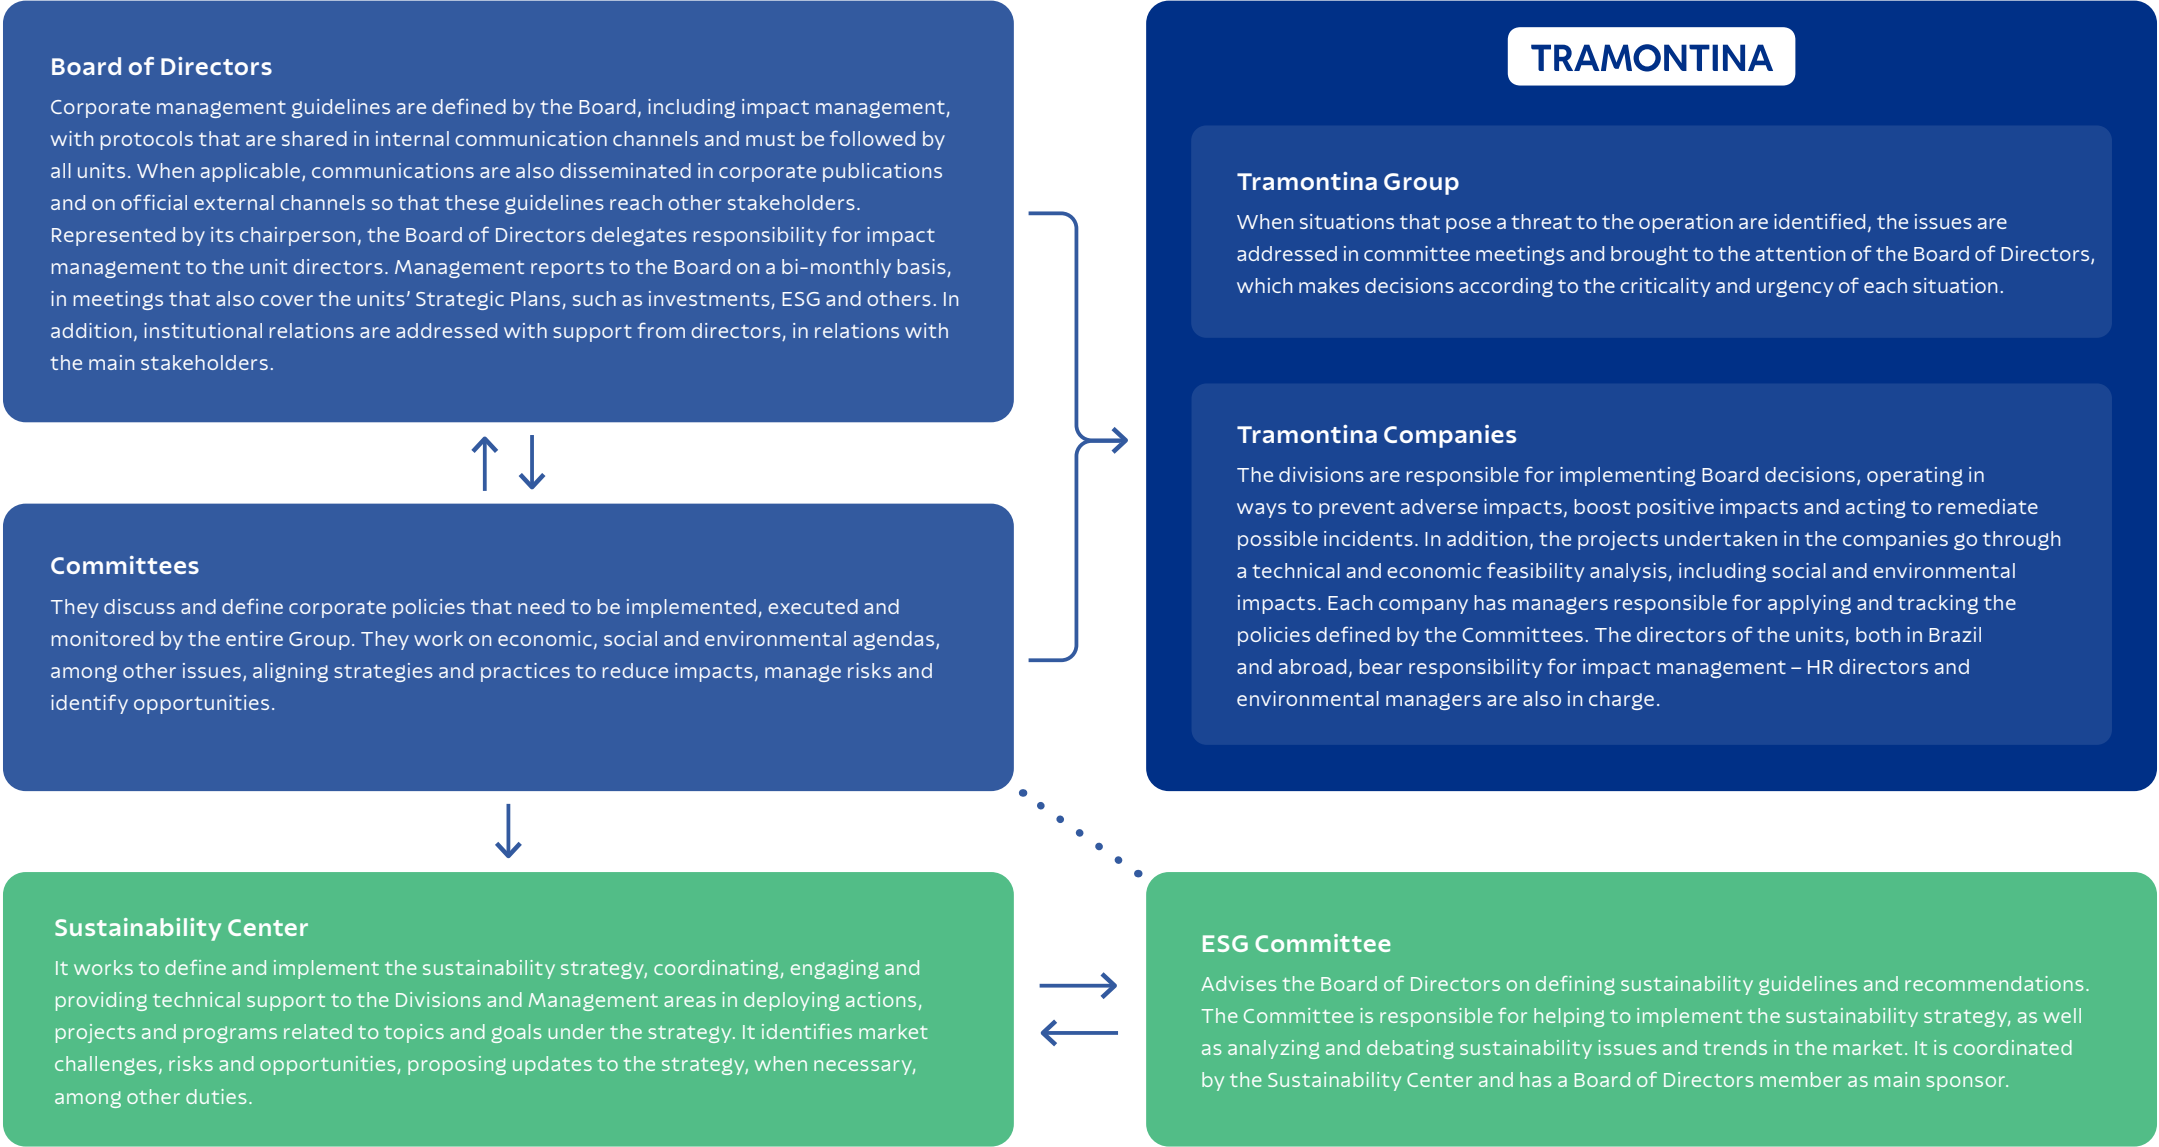 Board of Directors
Corporate management guidelines are defined by the Board, including impact management,
with protocols that are shared in internal communication channels and must be followed by
all units. When applicable, communications are also disseminated in corporate publications
and on official external channels so that these guidelines reach other stakeholders.
Represented by its chairperson, the Board of Directors delegates responsibility for impact
management to the unit directors. Management reports to the Board on a bi-monthly basis,
in meetings that also cover the units’ Strategic Plans, such as investments, ESG and others. In
addition, institutional relations are addressed with support from directors, in relations with
the main stakeholders.
Committees
They discuss and define corporate policies that need to be implemented, executed and
monitored by the entire Group. They work on economic, social and environmental agendas,
among other issues, aligning strategies and practices to reduce impacts, manage risks and
identify opportunities.
TRAMONTINA
Tramontina Group
When situations that pose a threat to the operation are identified, the issues are
addressed in committee meetings and brought to the attention of the Board of Directors,
which makes decisions according to the criticality and urgency of each situation.
Tramontina Companies
The divisions are responsible for implementing Board decisions, operating in
ways to prevent adverse impacts, boost positive impacts and acting to remediate
possible incidents. In addition, the projects undertaken in the companies go through
a technical and economic feasibility analysis, including social and environmental
impacts. Each company has managers responsible for applying and tracking the
policies defined by the Committees. The directors of the units, both in Brazil
and abroad, bear responsibility for impact management – HR directors and
environmental managers are also in charge.
Sustainability Center
It works to define and implement the sustainability strategy, coordinating, engaging and
providing technical support to the Divisions and Management areas in deploying actions,
projects and programs related to topics and goals under the strategy. It identifies market
challenges, risks and opportunities, proposing updates to the strategy, when necessary,
among other duties.
ESG Committee
Advises the Board of Directors on defining sustainability guidelines and recommendations.
The Committee is responsible for helping to implement the sustainability strategy, as well
as analyzing and debating sustainability issues and trends in the market. It is coordinated
by the Sustainability Center and has a Board of Directors member as main sponsor.